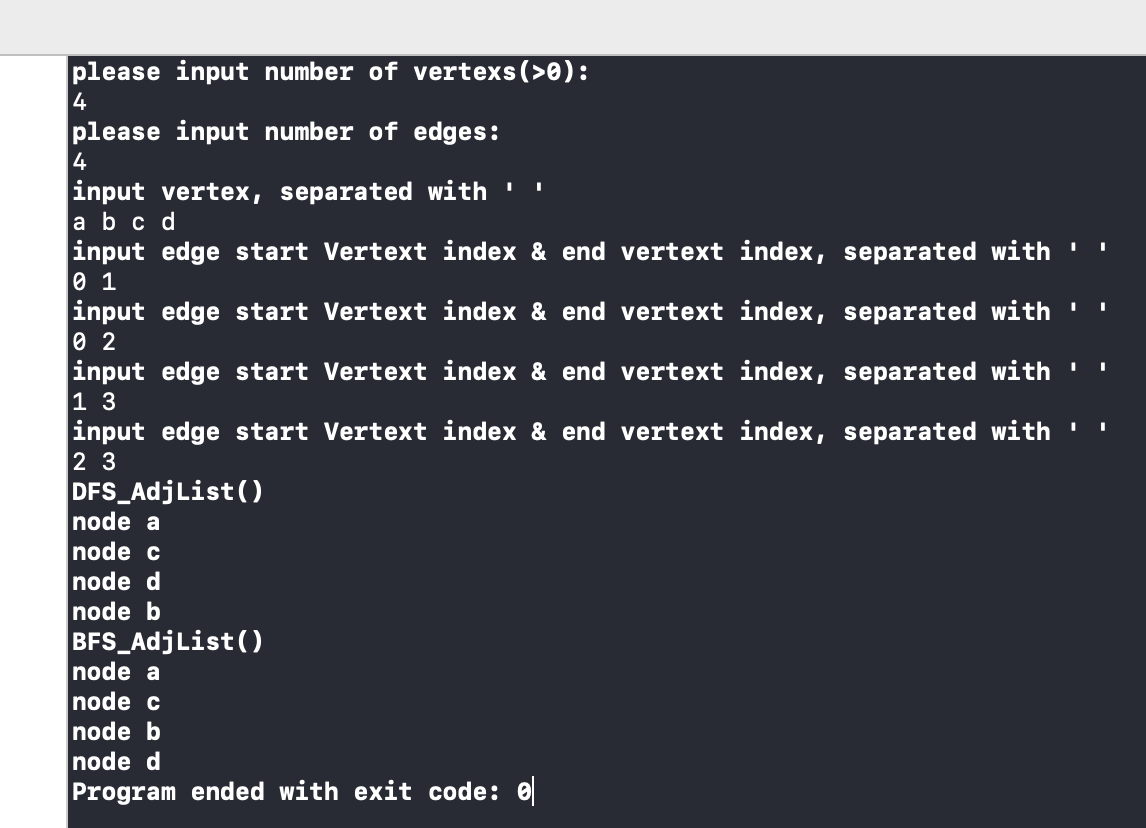 please input number of vertexs(>0):
4
please input number of edges:
4
input vertex, separated with ' '
a b c d
input edge start Vertext index & end vertext index, separated with ' '
0 1
input edge start Vertext index & end vertext index, separated with ' '
0 2
input edge start Vertext index & end vertext index, separated with ' '
1 3
input edge start Vertext index & end vertext index, separated with ' '
2 3
DFS_AdjList()
node a
node c
node d
node b
BFS_AdjList()
node a
node c
node b
node d
Program ended with exit code: 0